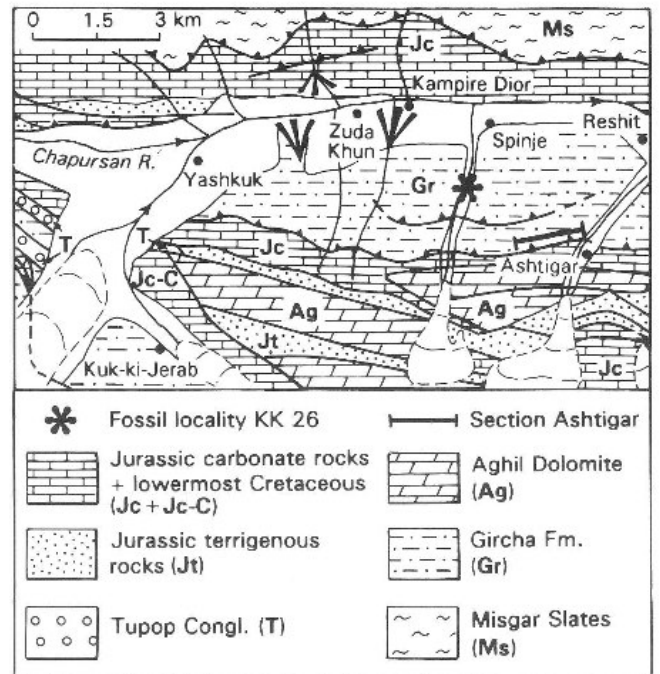 0 1.5 3 km
Ms
Jc
Kampire Dior
Zuda
Khun
Spinje
Reshit
Chapursan R.
Yashkuk
Gr
T
T
Jc
Ashtigar
Jc-C
Ag
Ag
Jt
Kuk-ki-Jerab
Jc
Fossil locality KK 26
Section Ashtigar
Jurassic carbonate rocks
+ lowermost Cretaceous
(Jc + Jc-C)
Aghil Dolomite
(Ag)
Jurassic terrigenous
rocks (Jt)
Gircha Fm.
(Gr)
Tupop Congl. (T)
Misgar Slates
(Ms)